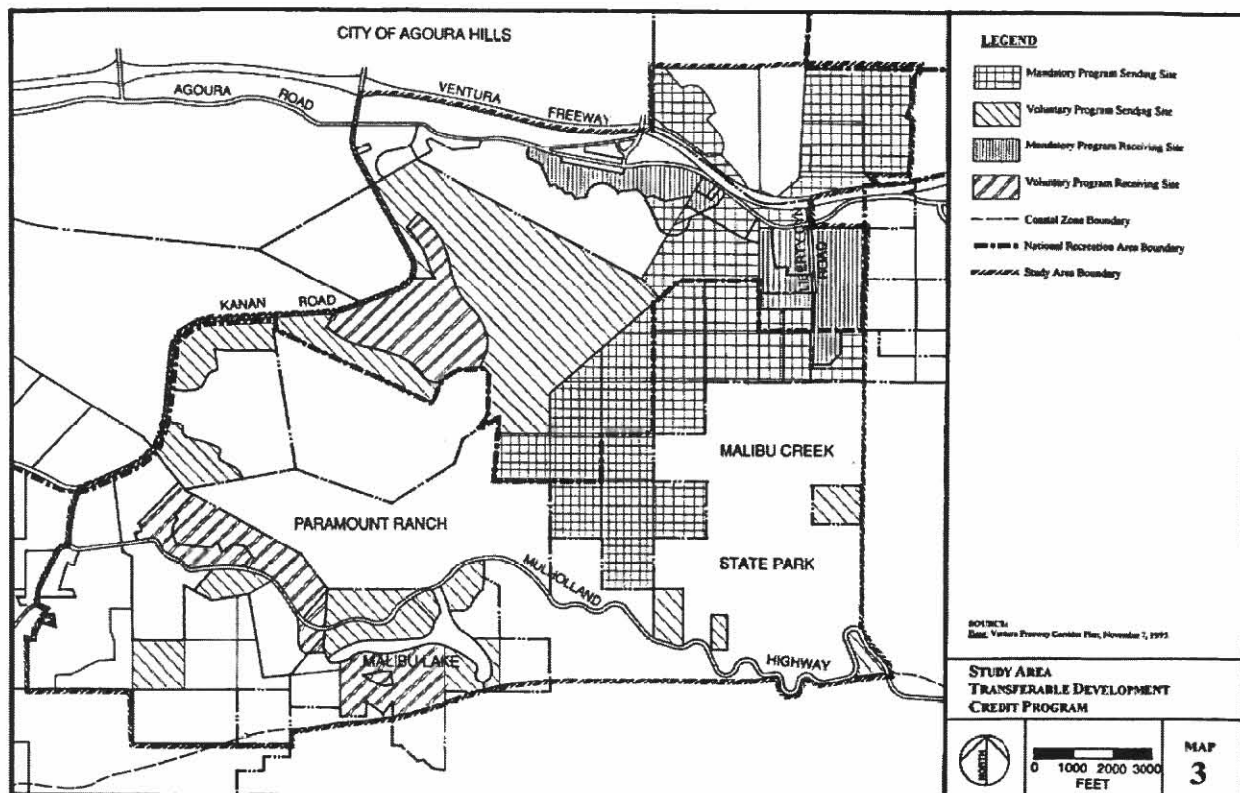 CITY OF AGOURA HILLS
AGOURA ROAD
VENTURA FREEWAY
LIBERTY CYN
ROAD
KANAN ROAD
MALIBU CREEK
PARAMOUNT RANCH
STATE PARK
MULHOLLAND
HIGHWAY
MALIBU LAKE
LEGEND
Mandatory Program Sending Site
Voluntary Program Sending Site
Mandatory Program Receiving Site
Voluntary Program Receiving Site
Coastal Zone Boundary
National Recreation Area Boundary
Study Area Boundary
SOURCE:
Base, Ventura Freeway Corridor Plan, November 7, 1995
STUDY AREA
TRANSFERABLE DEVELOPMENT
CREDIT PROGRAM
NORTH
0 1000 2000 3000
FEET
MAP
3